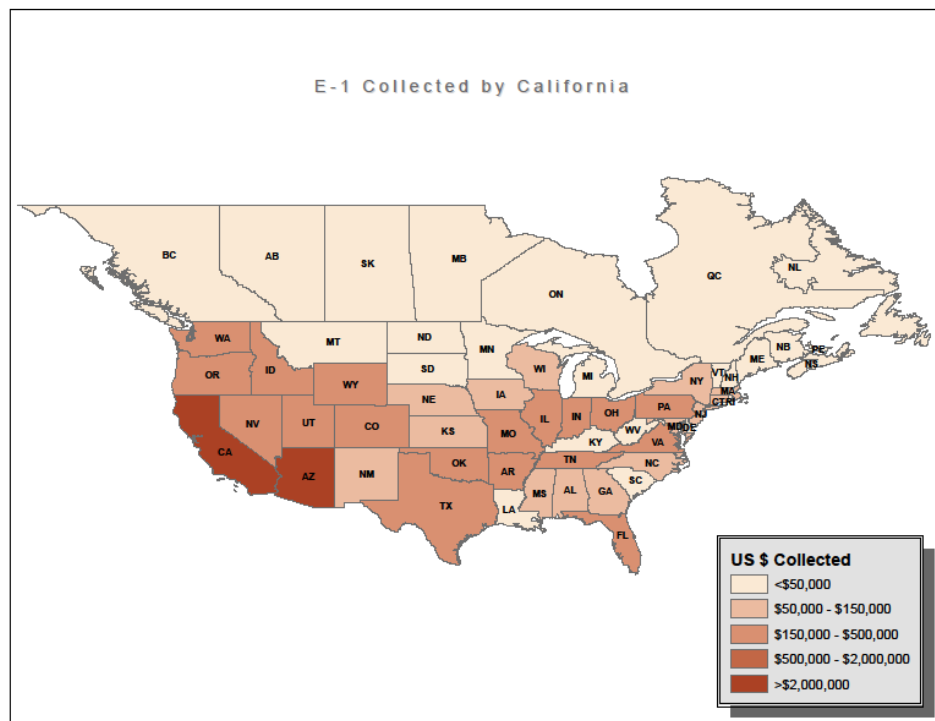 E-1 Collected by California
BC
AB
SK
MB
ON
QC
NL
NB
PE
NS
WA
MT
ND
MN
ME
VT
NH
OR
ID
WY
SD
WI
MI
NY
MA
CT
RI
NV
UT
CO
NE
IA
IL
IN
OH
PA
NJ
MD
DE
CA
AZ
NM
KS
MO
KY
WV
VA
OK
AR
TN
NC
SC
TX
LA
MS
AL
GA
FL
US $ Collected
<$50,000
$50,000 - $150,000
$150,000 - $500,000
$500,000 - $2,000,000
>$2,000,000